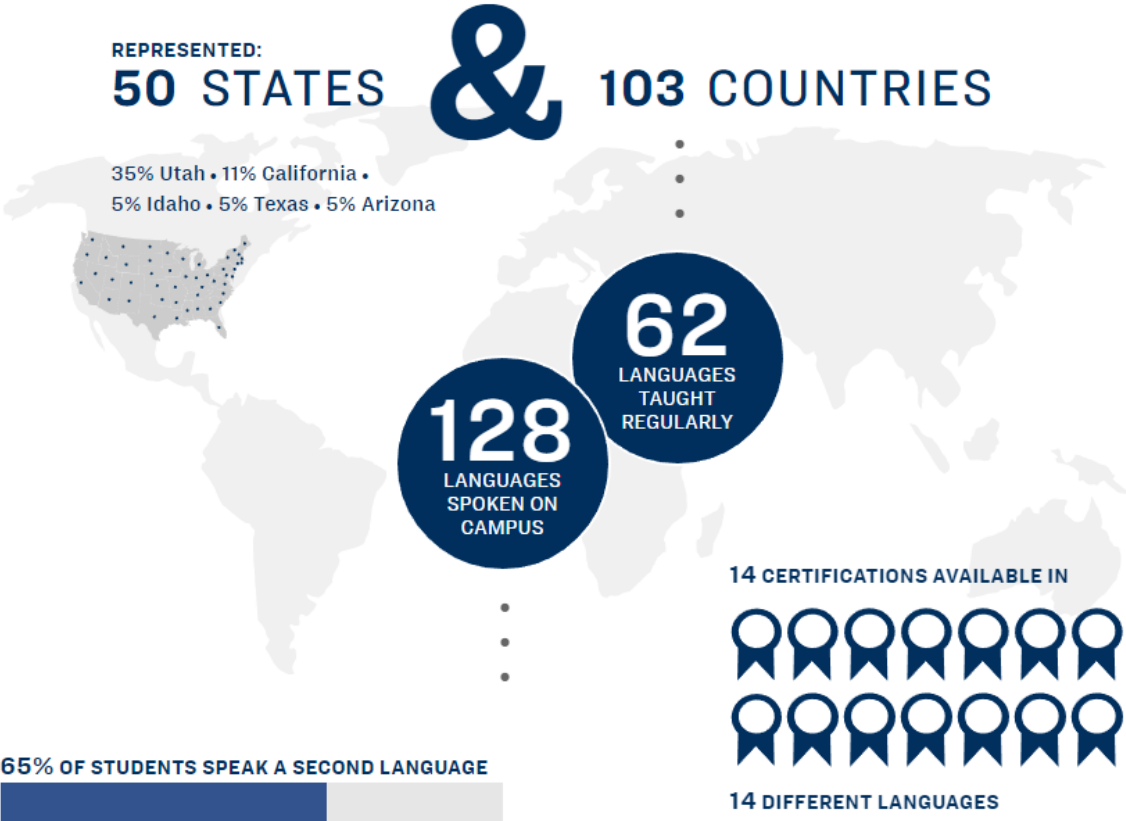 REPRESENTED:
50 STATES & 103 COUNTRIES
35% Utah • 11% California •
5% Idaho • 5% Texas • 5% Arizona
62
LANGUAGES
TAUGHT
REGULARLY
128
LANGUAGES
SPOKEN ON
CAMPUS
14 CERTIFICATIONS AVAILABLE IN
14 DIFFERENT LANGUAGES
65% OF STUDENTS SPEAK A SECOND LANGUAGE